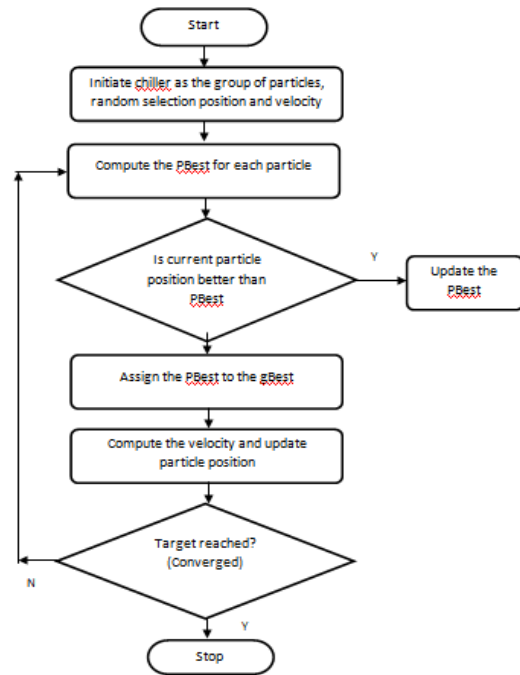 Start
Initiate chiller as the group of particles,
random selection position and velocity
Compute the PBest for each particle
Is current particle
position better than
PBest
Y
Update the
PBest
Assign the PBest to the gBest
Compute the velocity and update
particle position
Target reached?
(Converged)
N
Y
Stop